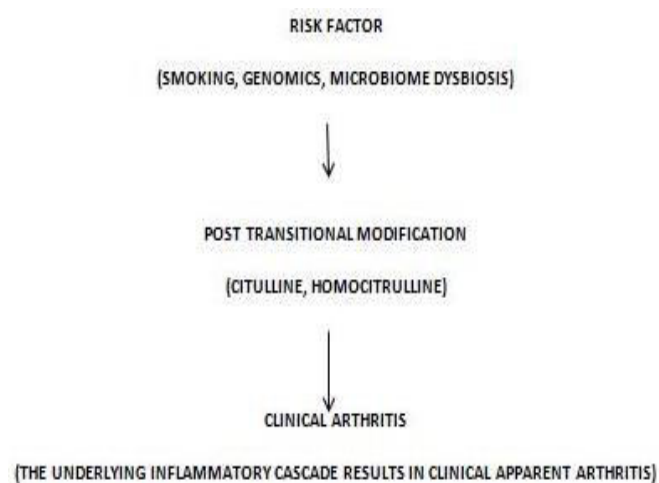 RISK FACTOR
(SMOKING, GENOMICS, MICROBIOME DYSBIOSIS)
POST TRANSITIONAL MODIFICATION
(CITULLINE, HOMOCITRULLINE)
CLINICAL ARTHRITIS
(THE UNDERLYING INFLAMMATORY CASCADE RESULTS IN CLINICAL APPARENT ARTHRITIS)